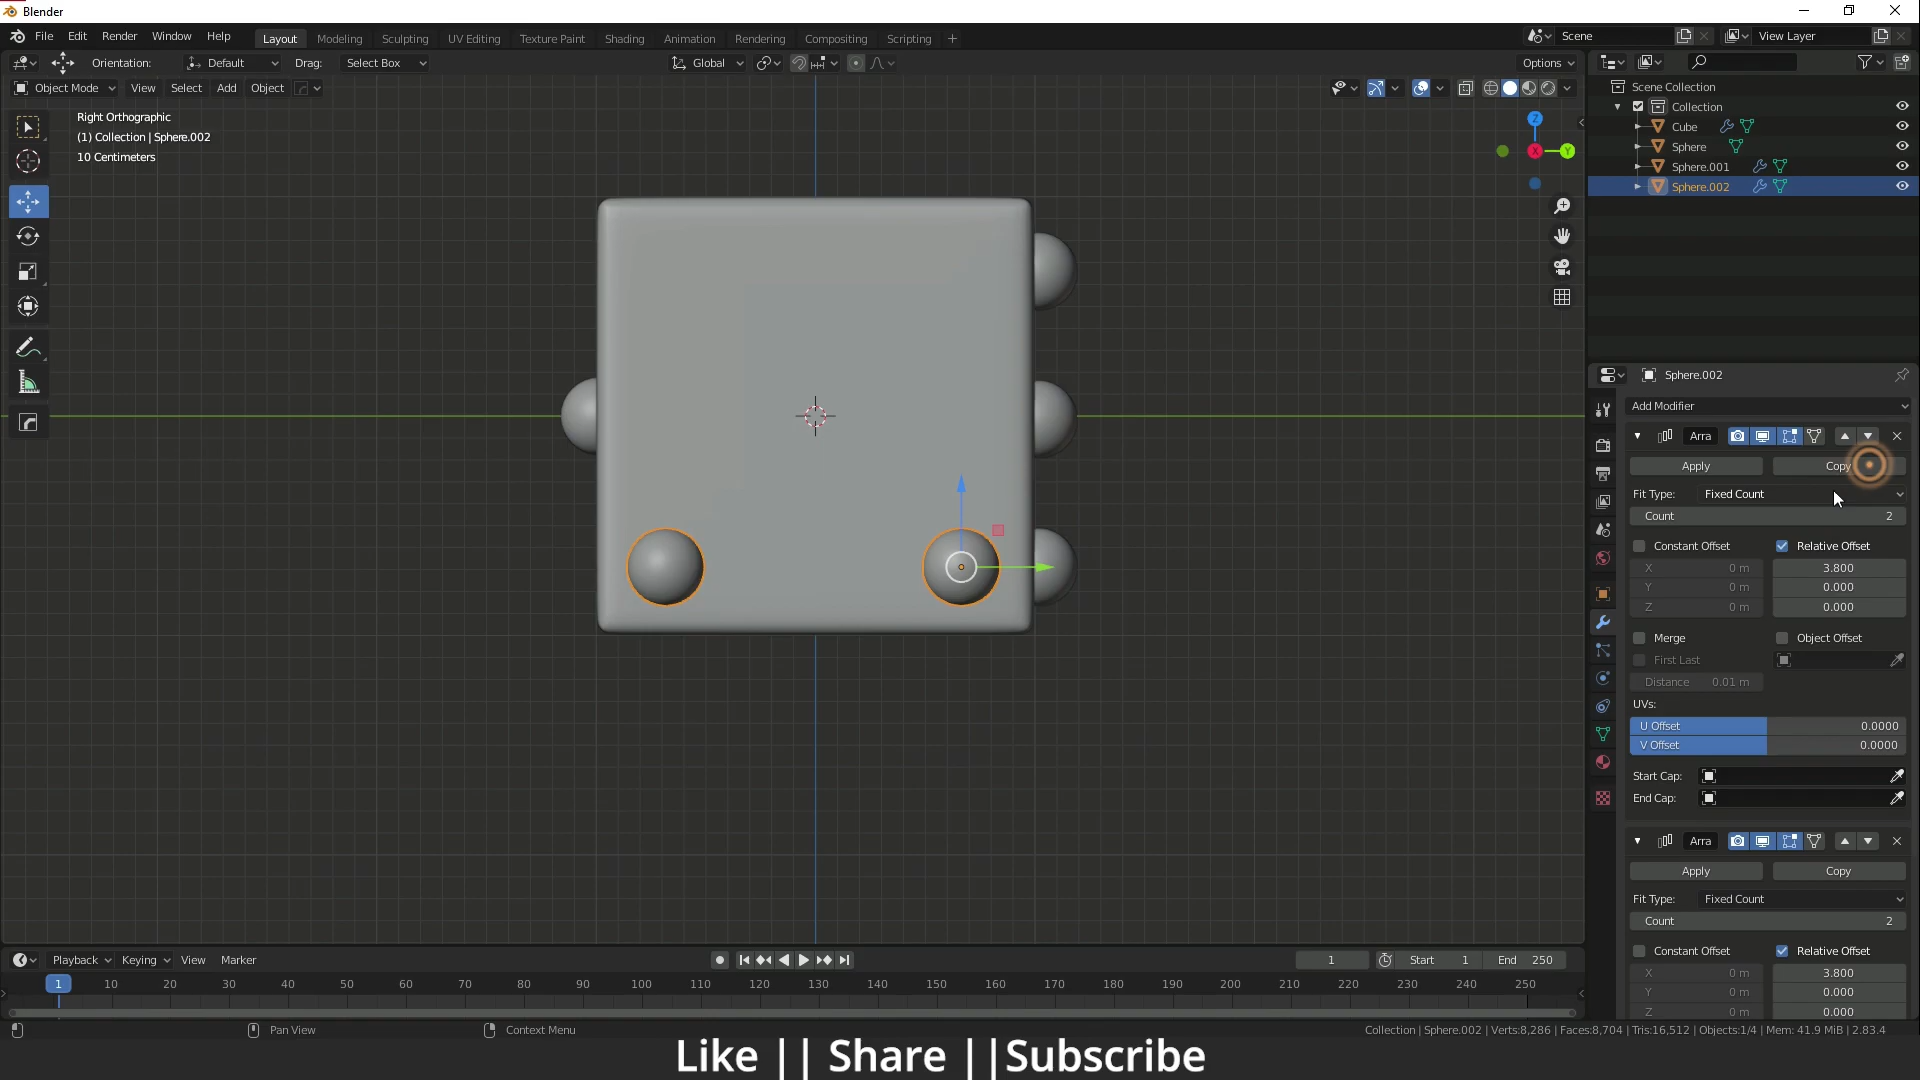 Blender
File Edit Render Window Help Layout Modeling Sculpting UV Editing Texture Paint Shading Animation Rendering Compositing Scripting + Scene View Layer
Orientation: Default Drag: Select Box Global Options
Object Mode View Select Add Object
Right Orthographic
(1) Collection | Sphere.002
10 Centimeters
Z
X
Y
Scene Collection
Collection
Cube
Sphere
Sphere.001
Sphere.002
Sphere.002
Add Modifier
Arra
Apply Copy
Fit Type: Fixed Count
Count 2
Constant Offset Relative Offset
X 0 m 3.800
Y 0 m 0.000
Z 0 m 0.000
Merge Object Offset
First Last
Distance 0.01 m
UVs:
U Offset 0.0000
V Offset 0.0000
Start Cap:
End Cap:
Arra
Apply Copy
Fit Type: Fixed Count
Count 2
Constant Offset Relative Offset
X 0 m 3.800
Y 0 m 0.000
Z 0 m 0.000
Playback Keying View Marker 1 Start 1 End 250
1 10 20 30 40 50 60 70 80 90 100 110 120 130 140 150 160 170 180 190 200 210 220 230 240 250
Pan View Context Menu Collection | Sphere.002 | Verts:8,286 | Faces:8,704 | Tris:16,512 | Objects:1/4 | Mem: 41.9 MiB | 2.83.4
Like || Share ||Subscribe